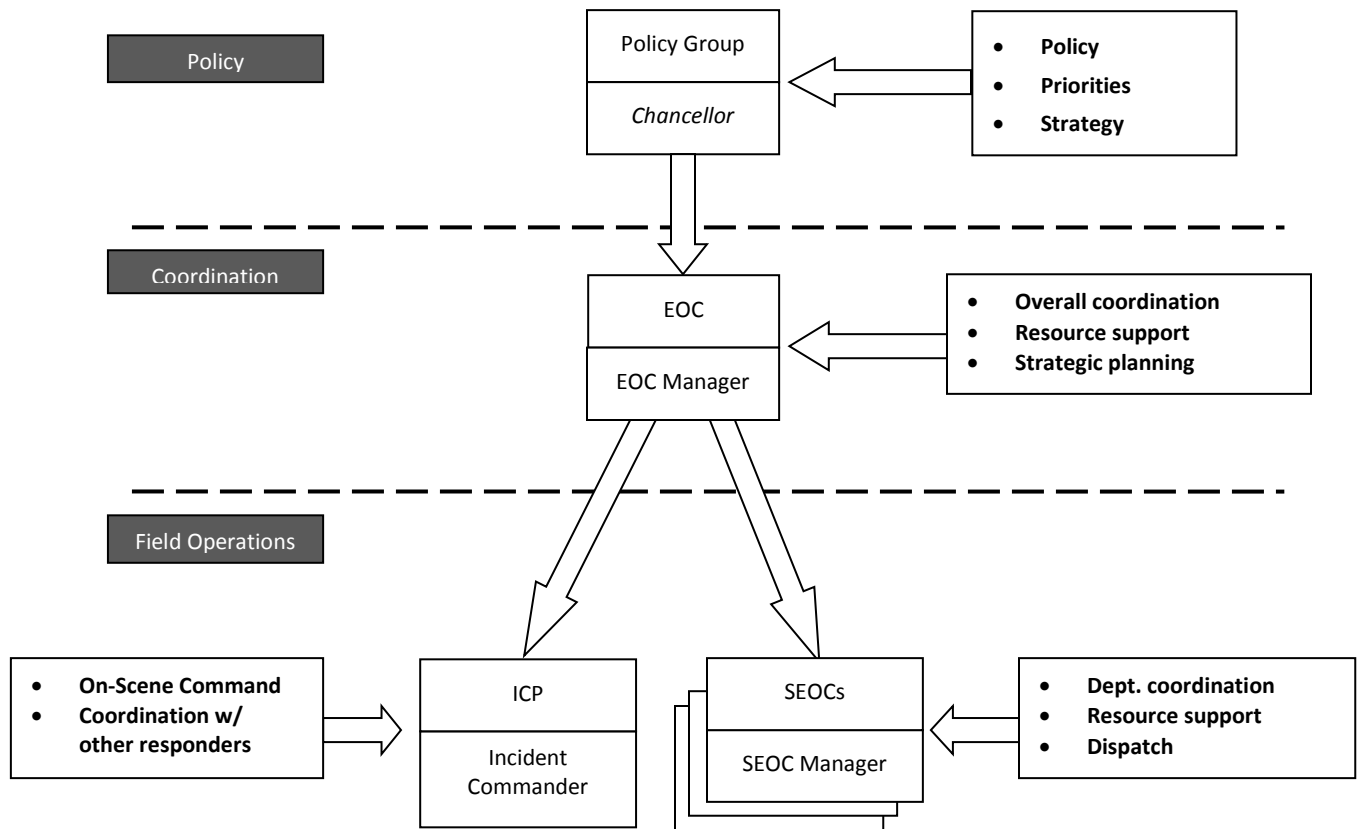 Policy
Policy Group
Chancellor
• Policy
• Priorities
• Strategy
Coordination
EOC
EOC Manager
• Overall coordination
• Resource support
• Strategic planning
Field Operations
• On-Scene Command
• Coordination w/
other responders
ICP
Incident
Commander
SEOCs
SEOC Manager
• Dept. coordination
• Resource support
• Dispatch